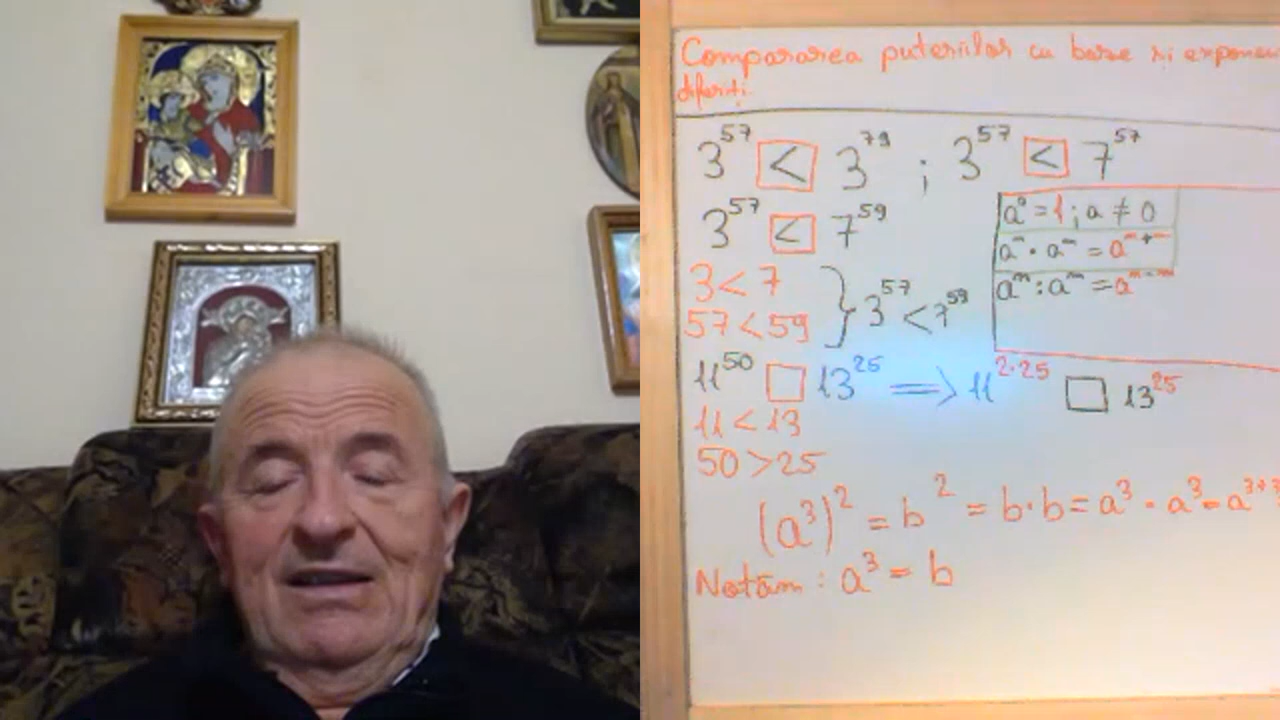 Compararea puterilor cu baze și exponen
diferiți.
3^57 < 3^79 ; 3^57 < 7^57
3^57 < 7^59
a^0 = 1 ; a ≠ 0
a^n · a^m = a^{n+m}
a^m : a^n = a^{m-n}
3 < 7
57 < 59
} 3^57 < 7^59
11^50 □ 13^25 ⟹ 11^{2·25} □ 13^25
11 < 13
50 > 25
(a^3)^2 = b^2 = b·b = a^3 · a^3 = a^{3+3
Notăm : a^3 = b